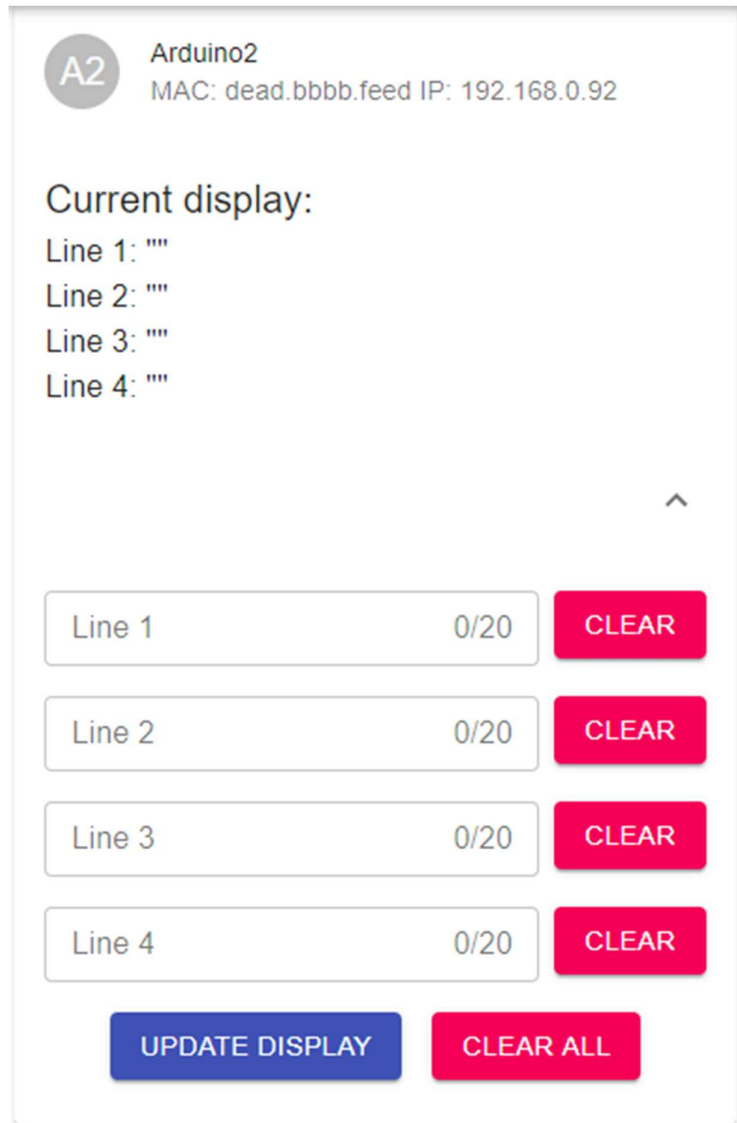 A2
Arduino2
MAC: dead.bbbb.feed IP: 192.168.0.92
Current display:
Line 1: ""
Line 2: ""
Line 3: ""
Line 4: ""
Line 1 0/20 CLEAR
Line 2 0/20 CLEAR
Line 3 0/20 CLEAR
Line 4 0/20 CLEAR
UPDATE DISPLAY CLEAR ALL